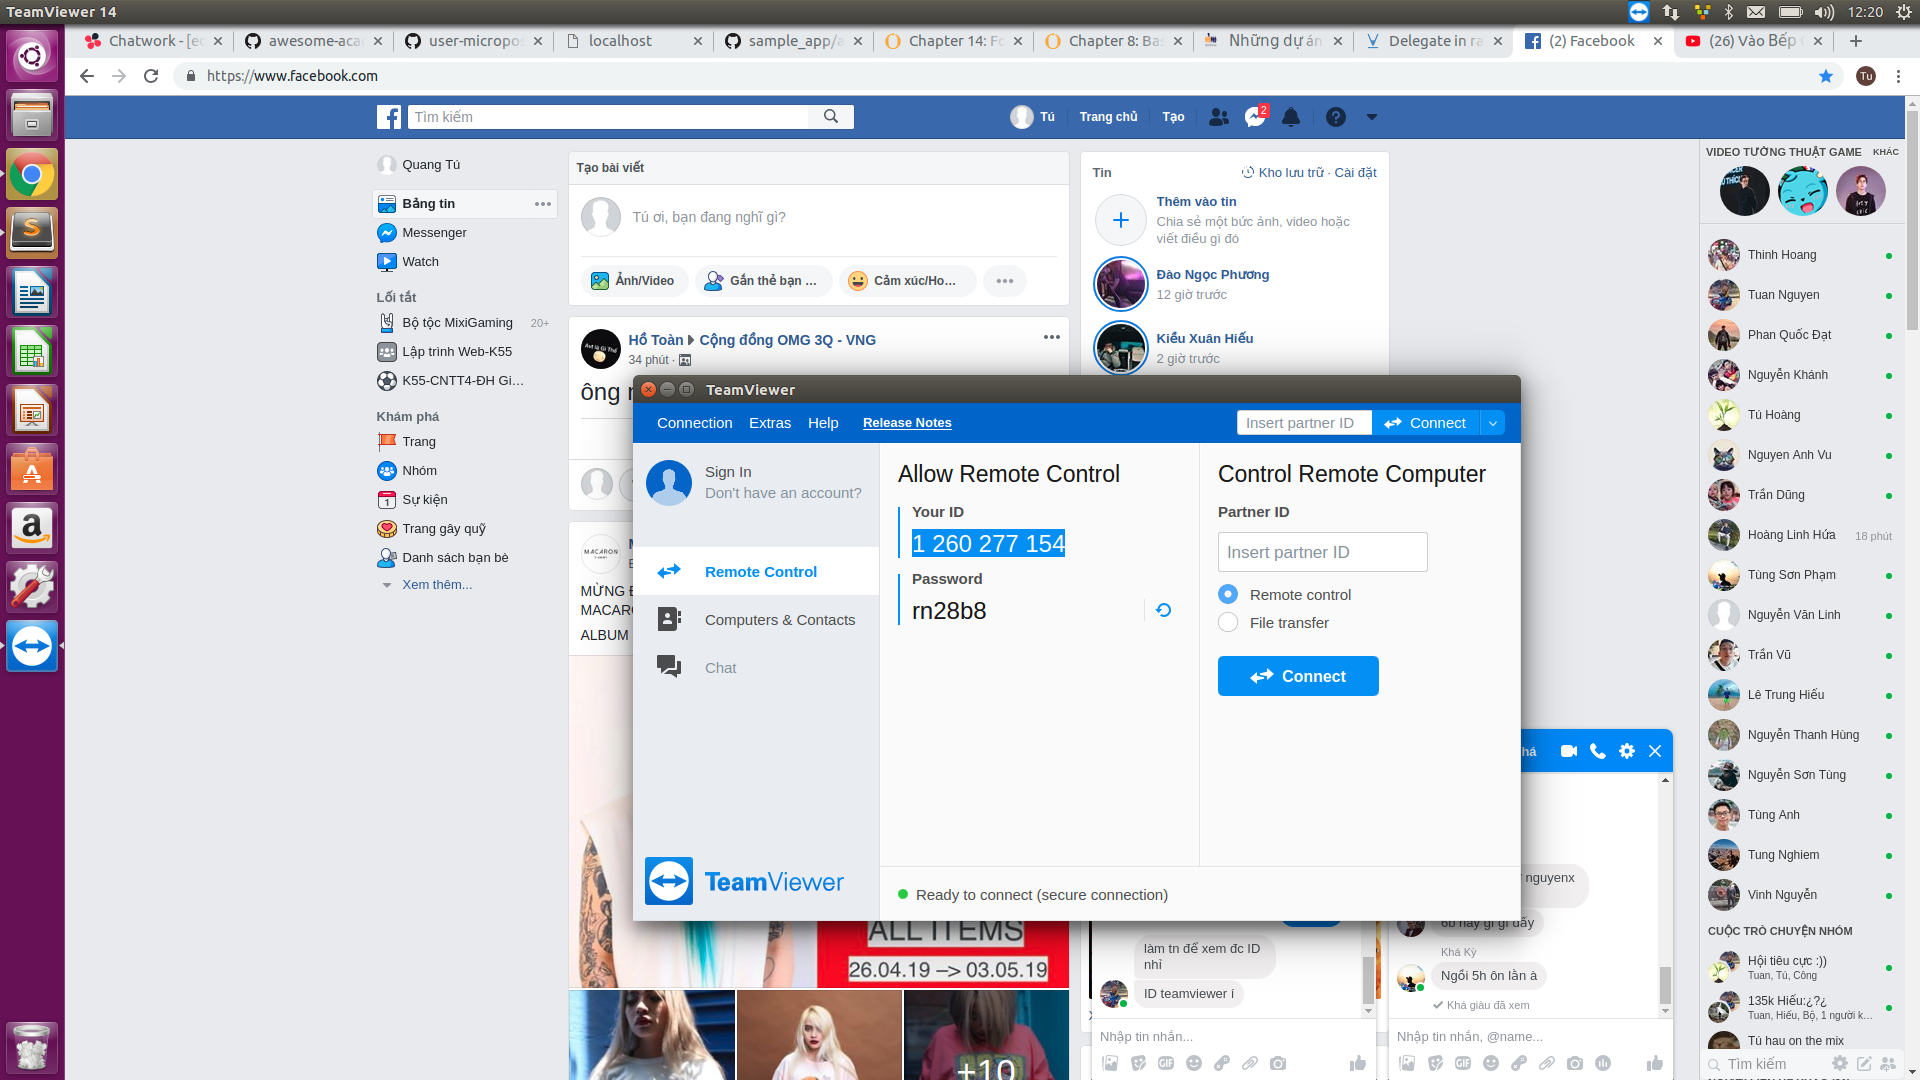 TeamViewer 14
12:20
Chatwork - [e
awesome-aca
user-micropo
localhost
sample_app/a
Chapter 14: Fo
Chapter 8: Ba
Những dự án
Delegate in ra
(2) Facebook
(26) Vào Bếp
https://www.facebook.com
Tu
Tìm kiếm
Tú
Trang chủ
Tạo
2
Quang Tú
Bảng tin
Messenger
Watch
Lối tắt
Bộ tộc MixiGaming 20+
Lập trình Web-K55
K55-CNTT4-ĐH Gi...
Khám phá
Trang
Nhóm
Sự kiện
Trang gây quỹ
Danh sách bạn bè
Xem thêm...
Tạo bài viết
Tú ơi, bạn đang nghĩ gì?
Ảnh/Video
Gắn thẻ bạn ...
Cảm xúc/Ho...
Hồ Toàn
Cộng đồng OMG 3Q - VNG
34 phút ·
ông
MACARON
MỪNG
ALBUM
ALL ITEMS
26.04.19 --> 03.05.19
+10
Tin
Kho lưu trữ · Cài đặt
Thêm vào tin
Chia sẻ một bức ảnh, video hoặc
viết điều gì đó
Đào Ngọc Phương
12 giờ trước
Kiều Xuân Hiếu
2 giờ trước
TeamViewer
Connection Extras Help Release Notes
Insert partner ID
Connect
Sign In
Don't have an account?
Remote Control
Computers & Contacts
Chat
TeamViewer
Allow Remote Control
Your ID
1 260 277 154
Password
rn28b8
Control Remote Computer
Partner ID
Insert partner ID
Remote control
File transfer
Connect
Ready to connect (secure connection)
làm tn để xem đc ID
nhỉ
ID teamviewer í
Nhập tin nhắn...
há
nguyenx
6b hay gì gì đấy
Khá Kỳ
Ngồi 5h ôn lần à
Khá giàu đã xem
Nhập tin nhắn, @name...
VIDEO TƯỜNG THUẬT GAME KHÁC
Thinh Hoang
Tuan Nguyen
Phan Quốc Đạt
Nguyễn Khánh
Tú Hoàng
Nguyen Anh Vu
Trần Dũng
Hoàng Linh Hứa 18 phút
Tùng Sơn Phạm
Nguyễn Văn Linh
Trần Vũ
Lê Trung Hiếu
Nguyễn Thanh Hùng
Nguyễn Sơn Tùng
Tùng Anh
Tung Nghiem
Vinh Nguyễn
CUỘC TRÒ CHUYỆN NHÓM
Hội tiêu cực :))
Tuan, Tú, Công
135k Hiếu:¿?¿
Tuan, Hiếu, Bộ, 1 người k...
Tú hau on the mix
Tìm kiếm